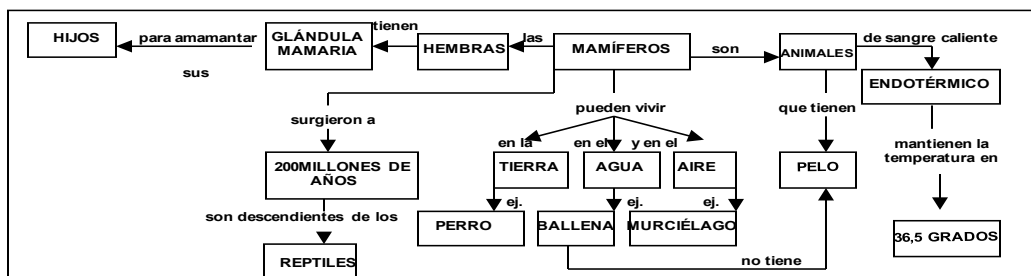 HIJOS
para amamantar
sus
GLÁNDULA
MAMARIA
tienen
HEMBRAS
las
MAMÍFEROS
son
ANIMALES
de sangre caliente
ENDOTÉRMICO
surgieron a
pueden vivir
que tienen
mantienen la
temperatura en
200MILLONES DE
AÑOS
en la
TIERRA
en el
AGUA
y en el
AIRE
PELO
son descendientes de los
REPTILES
ej.
PERRO
ej.
BALLENA
ej.
MURCIÉLAGO
no tiene
36,5 GRADOS